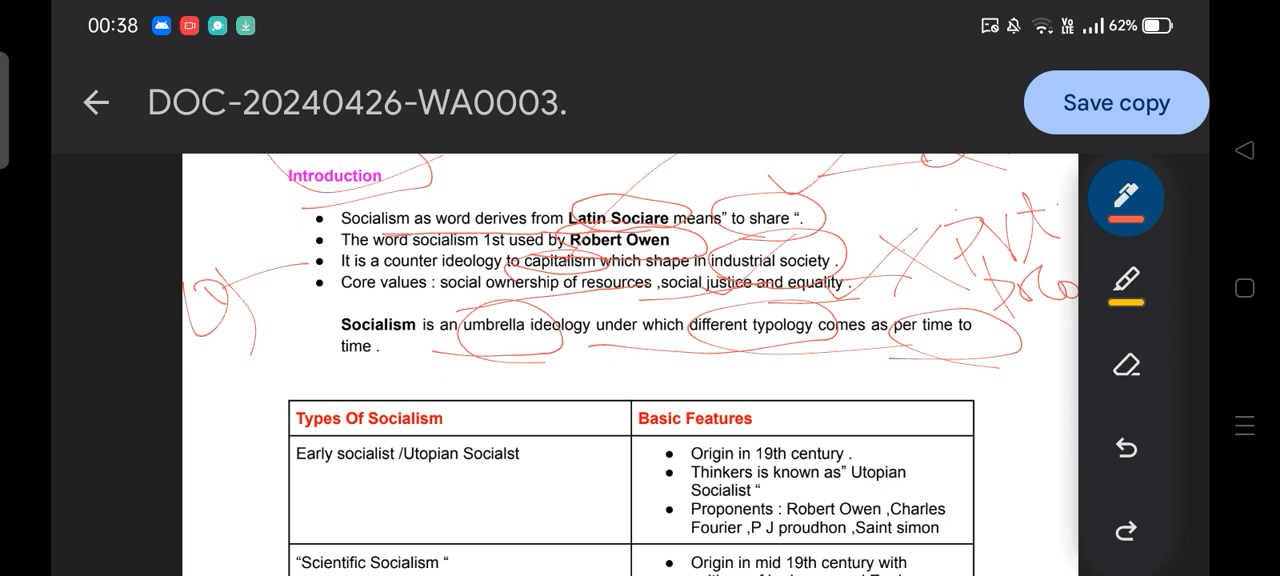 00:38
Vo LTE 62%
DOC-20240426-WA0003.
Save copy
Introduction
● Socialism as word derives from Latin Sociare means” to share “.
● The word socialism 1st used by Robert Owen
● It is a counter ideology to capitalism which shape in industrial society .
● Core values : social ownership of resources ,social justice and equality .
Socialism is an umbrella ideology under which different typology comes as per time to
time .
Types Of Socialism
Basic Features
Early socialist /Utopian Socialst
● Origin in 19th century .
● Thinkers is known as” Utopian
Socialist “
● Proponents : Robert Owen ,Charles
Fourier ,P J proudhon ,Saint simon
“Scientific Socialism “
● Origin in mid 19th century with